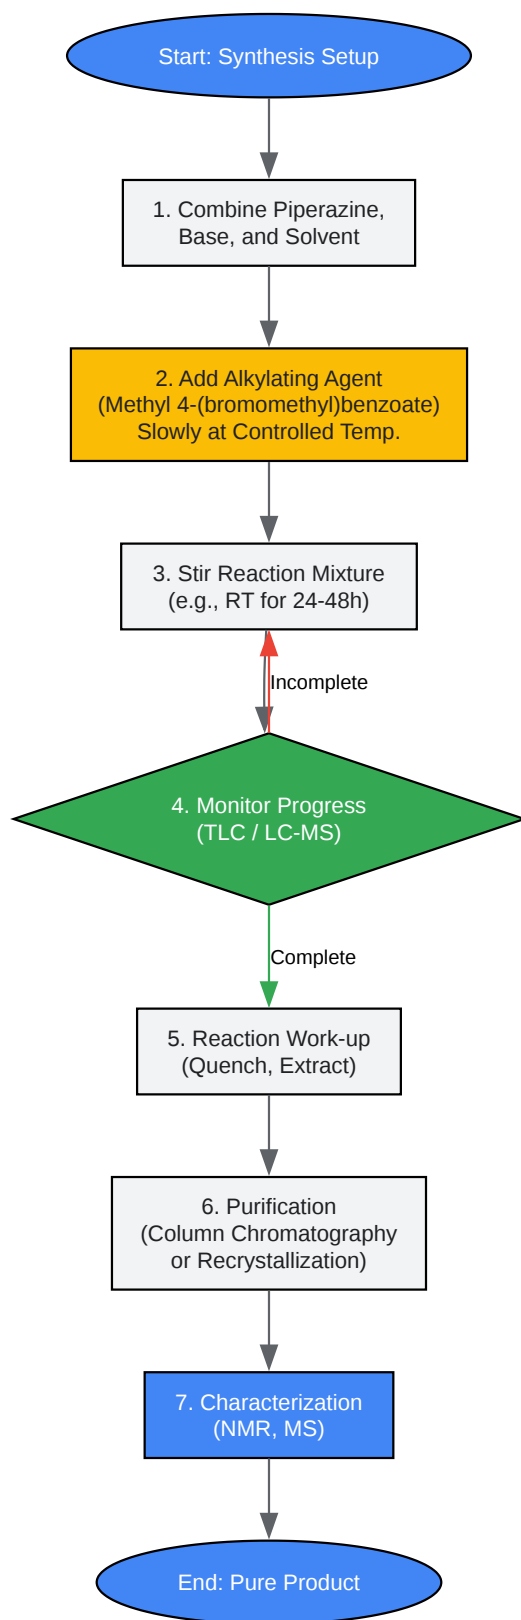 Start: Synthesis Setup
1. Combine Piperazine,
Base, and Solvent
2. Add Alkylating Agent
(Methyl 4-(bromomethyl)benzoate)
Slowly at Controlled Temp.
3. Stir Reaction Mixture
(e.g., RT for 24-48h)
Incomplete
4. Monitor Progress
(TLC / LC-MS)
Complete
5. Reaction Work-up
(Quench, Extract)
6. Purification
(Column Chromatography
or Recrystallization)
7. Characterization
(NMR, MS)
End: Pure Product